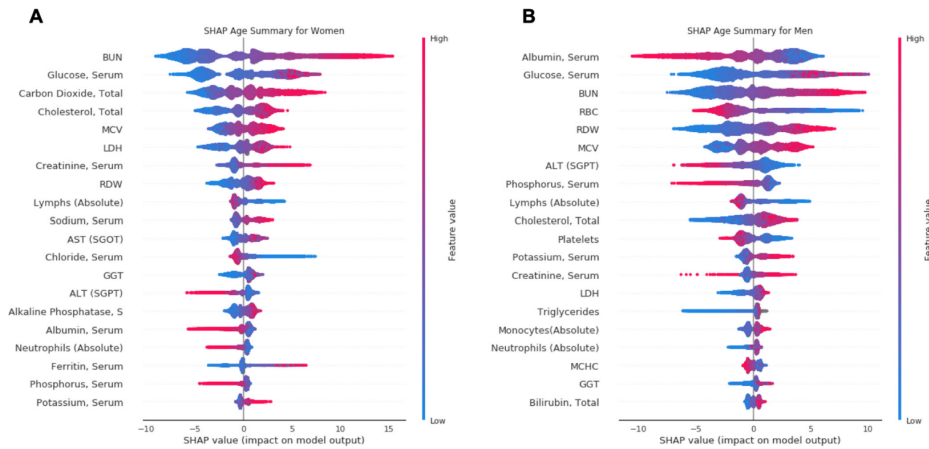 A
SHAP Age Summary for Women
High
BUN
Glucose, Serum
Carbon Dioxide, Total
Cholesterol, Total
MCV
LDH
Creatinine, Serum
RDW
Lymphs (Absolute)
Sodium, Serum
AST (SGOT)
Chloride, Serum
GGT
ALT (SGPT)
Alkaline Phosphatase, S
Albumin, Serum
Neutrophils (Absolute)
Ferritin, Serum
Phosphorus, Serum
Potassium, Serum
Feature value
Low
−10 −5 0 5 10 15
SHAP value (impact on model output)
B
SHAP Age Summary for Men
High
Albumin, Serum
Glucose, Serum
BUN
RBC
RDW
MCV
ALT (SGPT)
Phosphorus, Serum
Lymphs (Absolute)
Cholesterol, Total
Platelets
Potassium, Serum
Creatinine, Serum
LDH
Triglycerides
Monocytes(Absolute)
Neutrophils (Absolute)
MCHC
GGT
Bilirubin, Total
Feature value
Low
−10 −5 0 5 10
SHAP value (impact on model output)